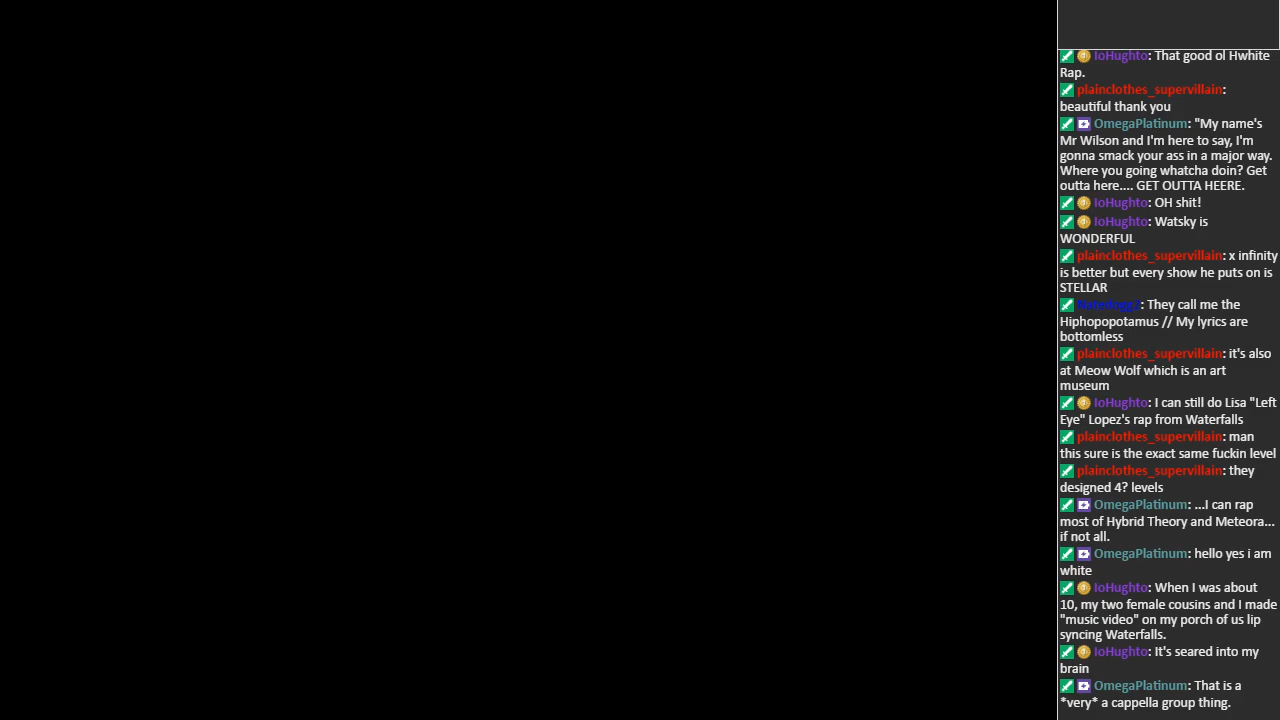 IoHughto: That good ol Hwhite
Rap.
plainclothes_supervillain:
beautiful thank you
OmegaPlatinum: "My name's
Mr Wilson and I'm here to say, I'm
gonna smack your ass in a major way.
Where you going whatcha doin? Get
outta here.... GET OUTTA HEERE.
IoHughto: OH shit!
IoHughto: Watsky is
WONDERFUL
plainclothes_supervillain: x infinity
is better but every show he puts on is
STELLAR
: They call me the
Hiphopopotamus // My lyrics are
bottomless
plainclothes_supervillain: it's also
at Meow Wolf which is an art
museum
IoHughto: I can still do Lisa "Left
Eye" Lopez's rap from Waterfalls
plainclothes_supervillain: man
this sure is the exact same fuckin level
plainclothes_supervillain: they
designed 4? levels
OmegaPlatinum: ...I can rap
most of Hybrid Theory and Meteora...
if not all.
OmegaPlatinum: hello yes i am
white
IoHughto: When I was about
10, my two female cousins and I made
"music video" on my porch of us lip
syncing Waterfalls.
IoHughto: It's seared into my
brain
OmegaPlatinum: That is a
*very* a cappella group thing.